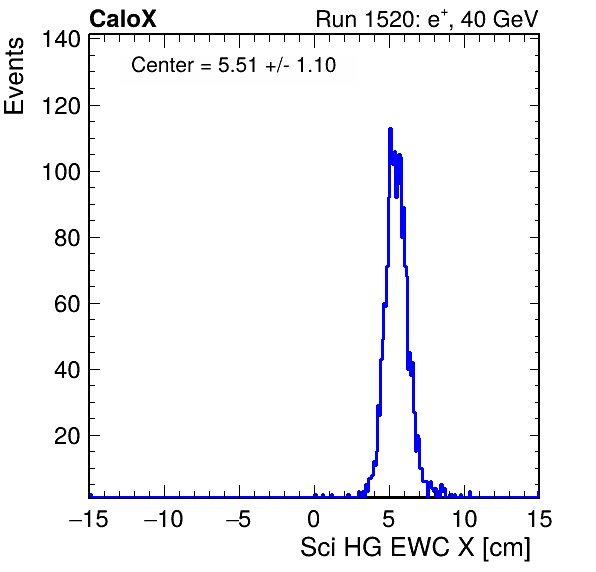 CaloX Run 1520: e+, 40 GeV
Center = 5.51 +/- 1.10
Events
140
120
100
80
60
40
20
−15 −10 −5 0 5 10 15
Sci HG EWC X [cm]